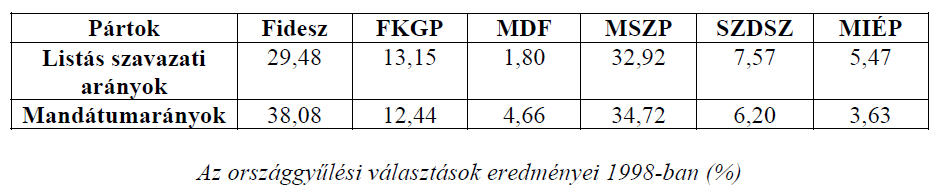 Pártok Fidesz FKGP MDF MSZP SZDSZ MIÉP
Listás szavazati arányok 29,48 13,15 1,80 32,92 7,57 5,47
Mandátumarányok 38,08 12,44 4,66 34,72 6,20 3,63
Az országgyűlési választások eredményei 1998-ban (%)